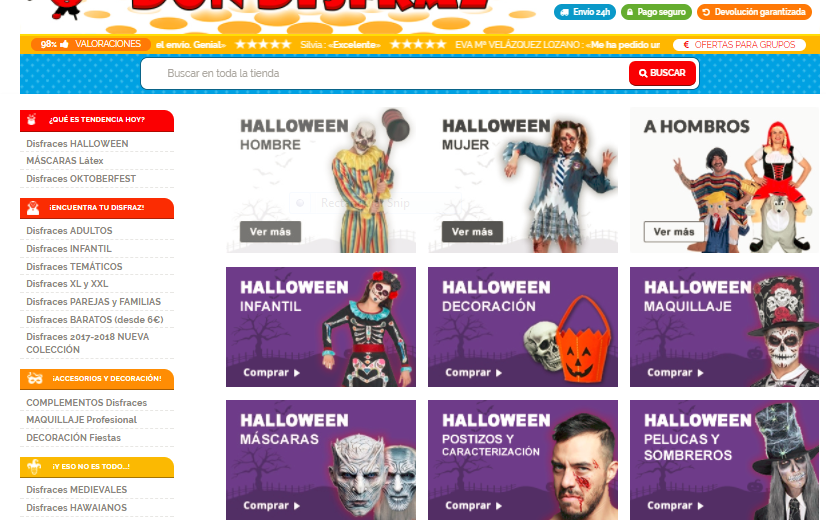 DON DISFRAZ
Envío 24h
Pago seguro
Devolución garantizada
98% VALORACIONES
el envío. Genial»
Silvia : «Excelente»
EVA Mª VELÁZQUEZ LOZANO : «Me ha pedido ur
€ OFERTAS PARA GRUPOS
Buscar en toda la tienda
BUSCAR
¿QUÉ ES TENDENCIA HOY?
Disfraces HALLOWEEN
MÁSCARAS Látex
Disfraces OKTOBERFEST
¡ENCUENTRA TU DISFRAZ!
Disfraces ADULTOS
Disfraces INFANTIL
Disfraces TEMÁTICOS
Disfraces XL y XXL
Disfraces PAREJAS y FAMILIAS
Disfraces BARATOS (desde 6€)
Disfraces 2017-2018 NUEVA
COLECCIÓN
¡ACCESORIOS Y DECORACIÓN!
COMPLEMENTOS Disfraces
MAQUILLAJE Profesional
DECORACIÓN Fiestas
¡Y ESO NO ES TODO...!
Disfraces MEDIEVALES
Disfraces HAWAIANOS
HALLOWEEN
HOMBRE
Ver más
HALLOWEEN
MUJER
Ver más
A HOMBROS
Ver más
HALLOWEEN
INFANTIL
Comprar
HALLOWEEN
DECORACIÓN
Comprar
HALLOWEEN
MAQUILLAJE
Comprar
HALLOWEEN
MÁSCARAS
Comprar
HALLOWEEN
POSTIZOS Y
CARACTERIZACIÓN
Comprar
HALLOWEEN
PELUCAS Y
SOMBREROS
Comprar